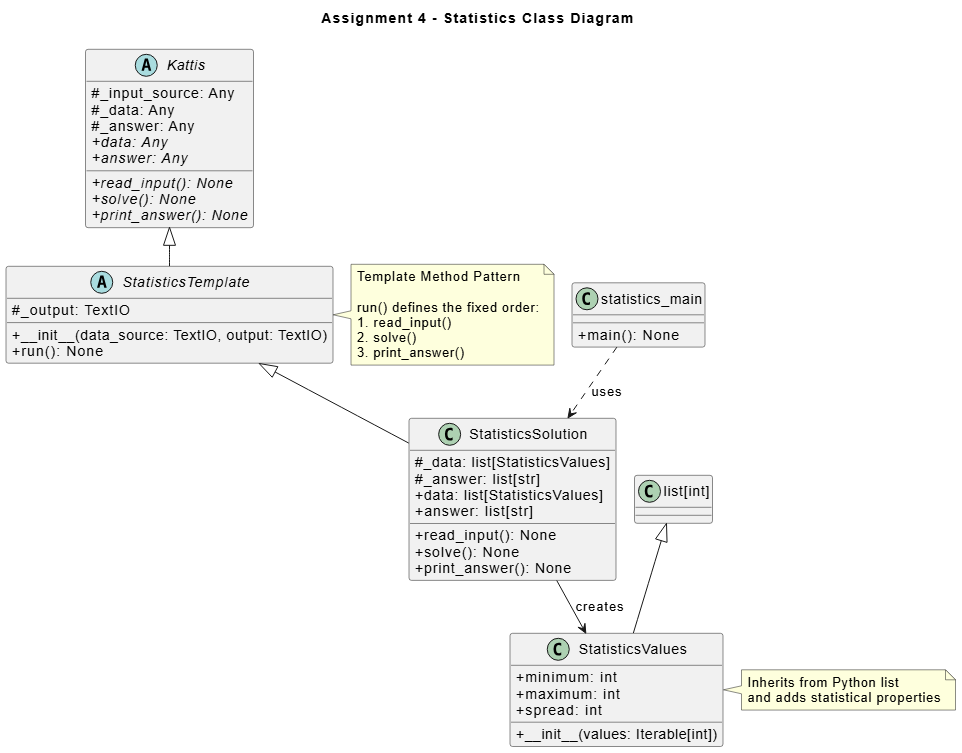 Assignment 4 - Statistics Class Diagram
A Kattis
#_input_source: Any
#_data: Any
#_answer: Any
+data: Any
+answer: Any
+read_input(): None
+solve(): None
+print_answer(): None
A StatisticsTemplate
#_output: TextIO
+__init__(data_source: TextIO, output: TextIO)
+run(): None
Template Method Pattern
run() defines the fixed order:
1. read_input()
2. solve()
3. print_answer()
C statistics_main
+main(): None
uses
C StatisticsSolution
#_data: list[StatisticsValues]
#_answer: list[str]
+data: list[StatisticsValues]
+answer: list[str]
+read_input(): None
+solve(): None
+print_answer(): None
C list[int]
creates
C StatisticsValues
+minimum: int
+maximum: int
+spread: int
+__init__(values: Iterable[int])
Inherits from Python list
and adds statistical properties